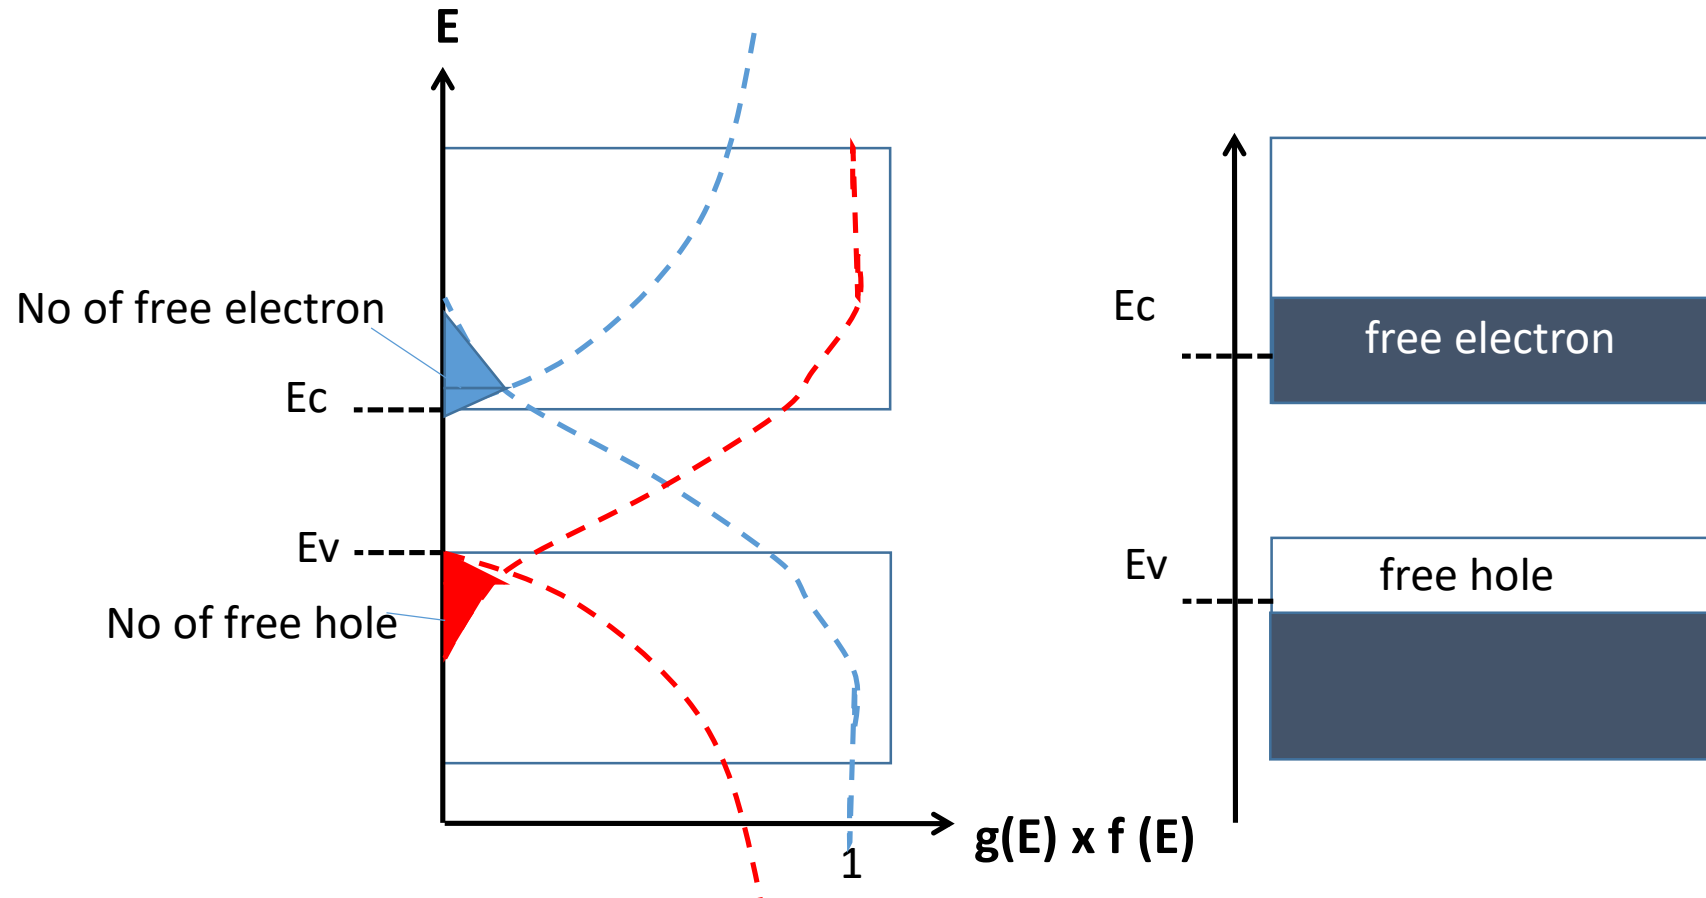 E
No of free electron
Ec
Ev
No of free hole
1
g(E) x f (E)
Ec
free electron
Ev
free hole